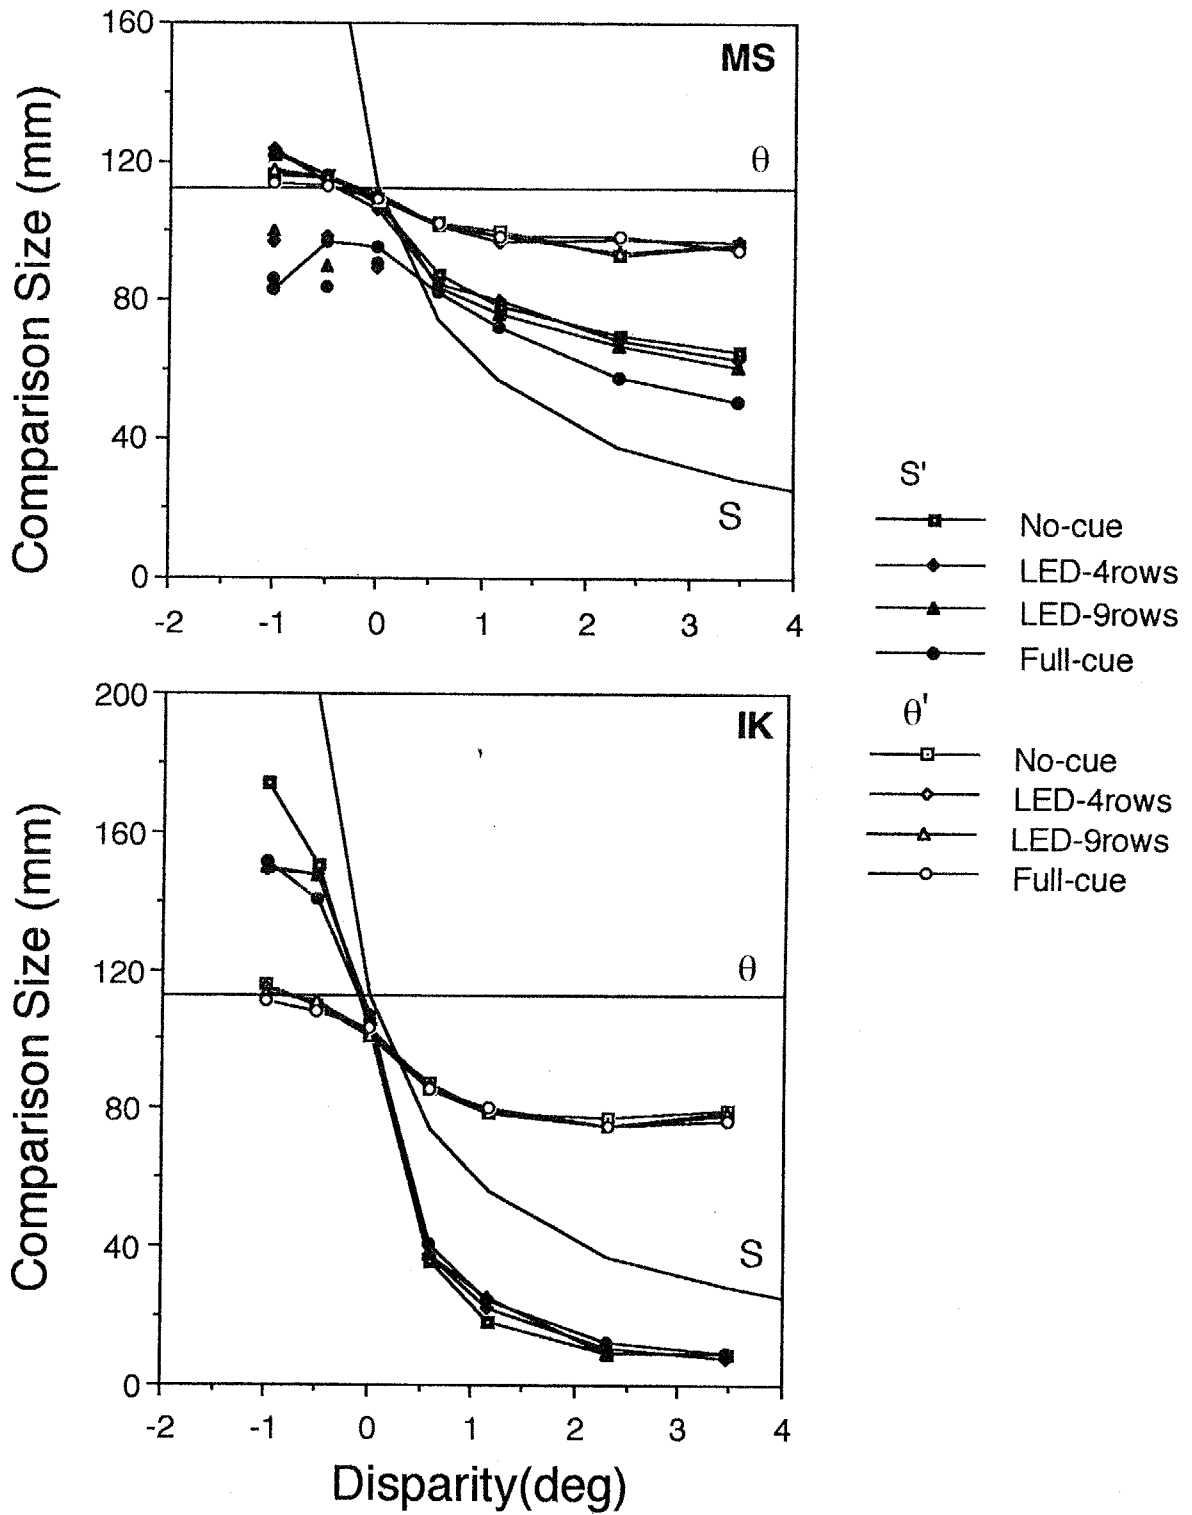 160
MS
θ
120
80
40
S
0
-2 -1 0 1 2 3 4
Comparison Size (mm)
S'
No-cue
LED-4rows
LED-9rows
Full-cue
θ'
No-cue
LED-4rows
LED-9rows
Full-cue
200
IK
160
120
θ
80
40
S
0
-2 -1 0 1 2 3 4
Comparison Size (mm)
Disparity(deg)